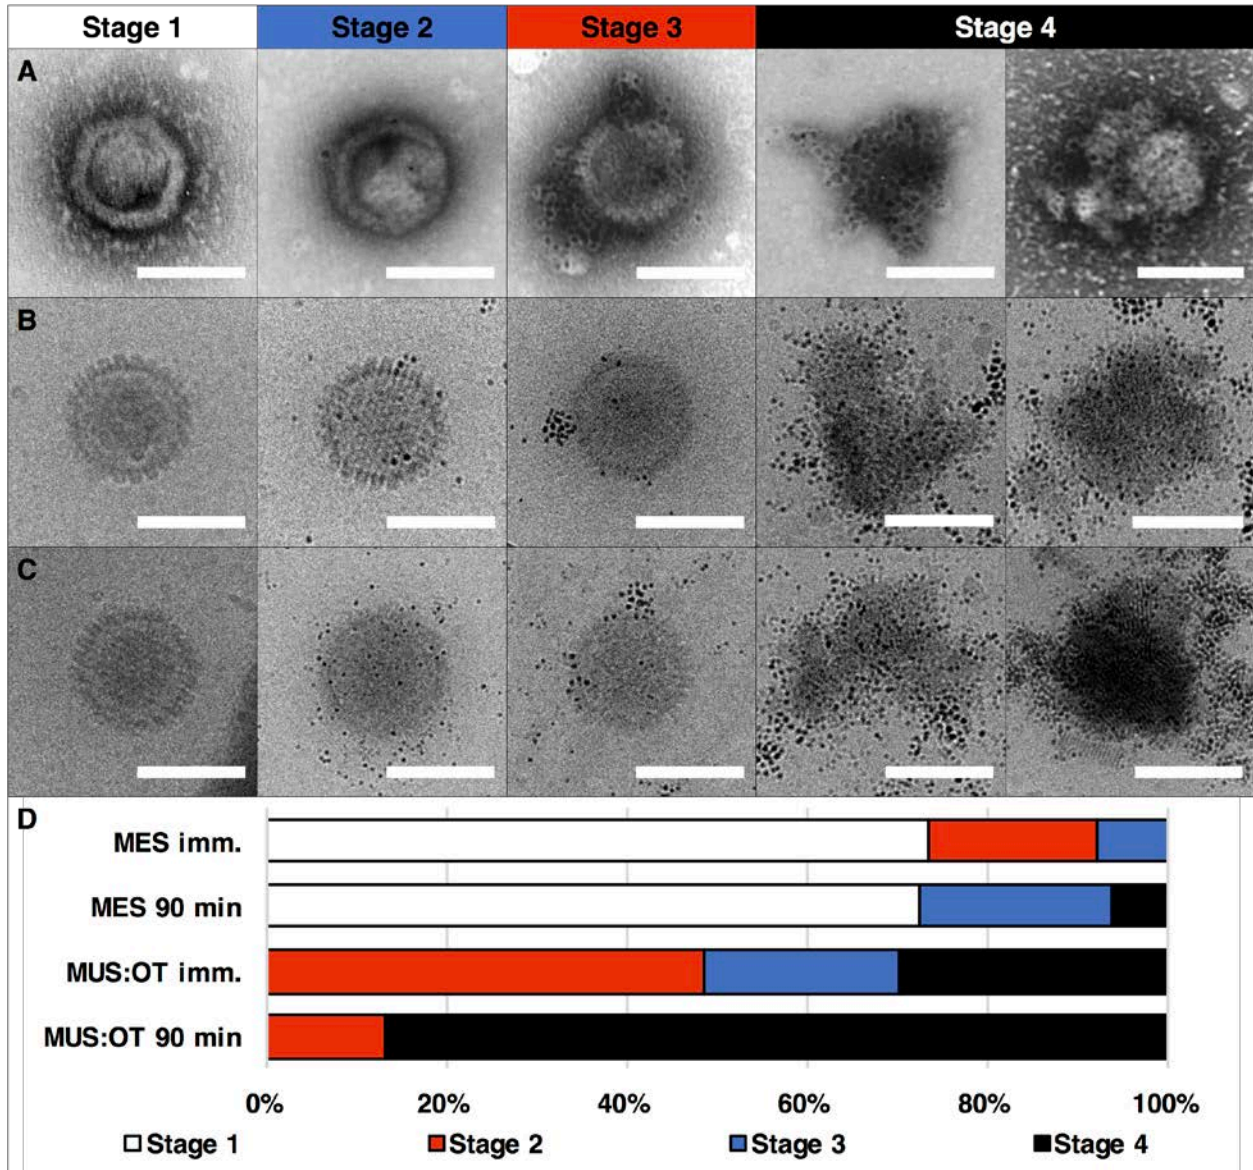 Stage 1 Stage 2 Stage 3 Stage 4
A
B
C
D
MES imm.
MES 90 min
MUS:OT imm.
MUS:OT 90 min
0% 20% 40% 60% 80% 100%
Stage 1 Stage 2 Stage 3 Stage 4